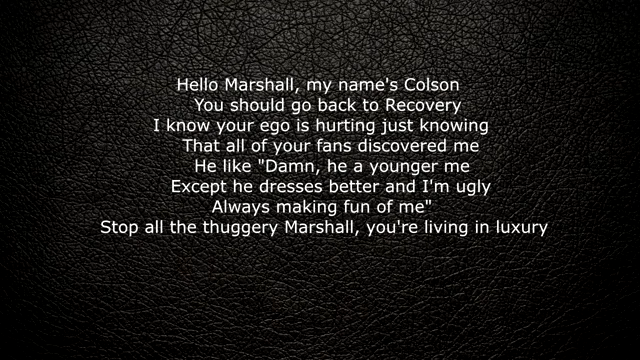 Hello Marshall, my name's Colson
You should go back to Recovery
I know your ego is hurting just knowing
That all of your fans discovered me
He like "Damn, he a younger me
Except he dresses better and I'm ugly
Always making fun of me"
Stop all the thuggery Marshall, you're living in luxury